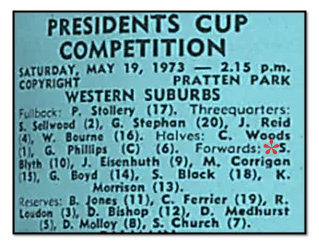 PRESIDENTS CUP
COMPETITION
SATURDAY, MAY 19, 1973 — 2.15 p.m.
COPYRIGHT PRATTEN PARK
WESTERN SUBURBS
Fullback: P. Stollery (17). Threequarters:
S. Sellwood (2), G. Stephan (20), J. Reid
(4), W. Bourne (16). Halves: C. Woods
(1), G. Phillips (C) (6). Forwards: S.
Blyth (10), J. Eisenhuth (9), M. Corrigan
(15), G. Boyd (14), S. Black (18), K.
Morrison (13).
Reserves: B. Jones (11), C. Ferrier (19), R.
Loudon (3), D. Bishop (12), D. Medhurst
(5), D. Molloy (8), S. Church (7).